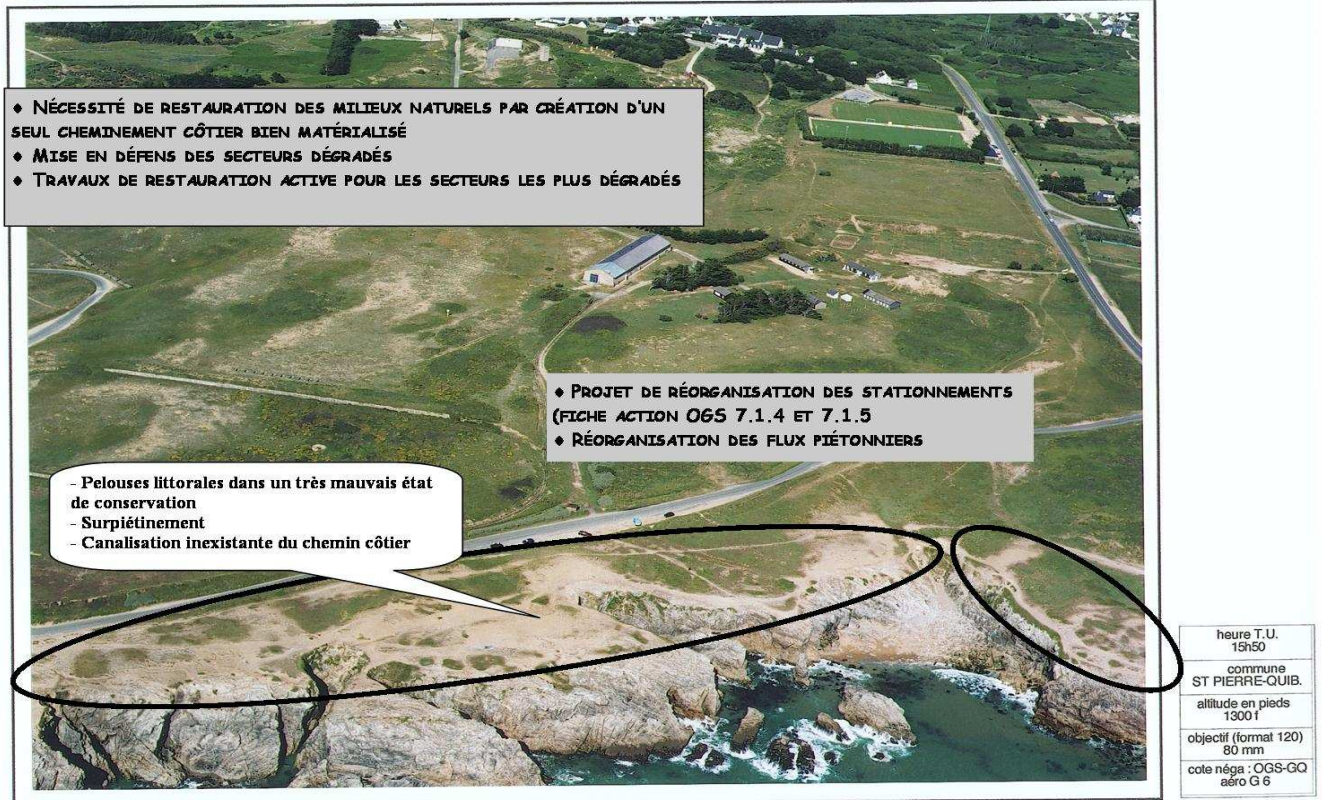 ♦ NÉCESSITÉ DE RESTAURATION DES MILIEUX NATURELS PAR CRÉATION D'UN
SEUL CHEMINEMENT CÔTIER BIEN MATÉRIALISÉ
♦ MISE EN DÉFENS DES SECTEURS DÉGRADÉS
♦ TRAVAUX DE RESTAURATION ACTIVE POUR LES SECTEURS LES PLUS DÉGRADÉS
♦ PROJET DE RÉORGANISATION DES STATIONNEMENTS
(FICHE ACTION OGS 7.1.4 ET 7.1.5
♦ RÉORGANISATION DES FLUX PIÉTONNIERS
- Pelouses littorales dans un très mauvais état
de conservation
- Surpiétinement
- Canalisation inexistante du chemin côtier
heure T.U.
15h50
commune
ST PIERRE-QUIB.
altitude en pieds
1300 f
objectif (format 120)
80 mm
cote néga : OGS-GQ
aéro G 6